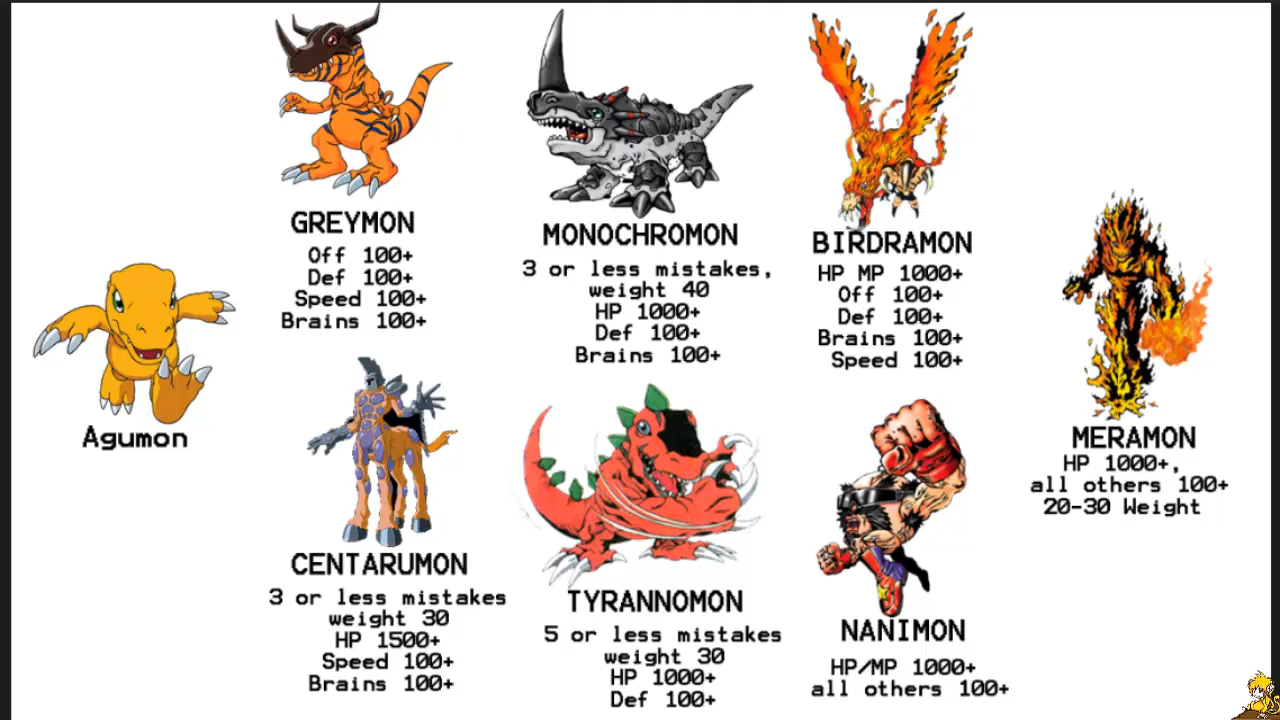 Agumon
GREYMON
Off 100+
Def 100+
Speed 100+
Brains 100+
MONOCHROMON
3 or less mistakes,
weight 40
HP 1000+
Def 100+
Brains 100+
BIRDRAMON
HP MP 1000+
Off 100+
Def 100+
Brains 100+
Speed 100+
CENTARUMON
3 or less mistakes
weight 30
HP 1500+
Speed 100+
Brains 100+
TYRANNOMON
5 or less mistakes
weight 30
HP 1000+
Def 100+
NANIMON
HP/MP 1000+
all others 100+
MERAMON
HP 1000+,
all others 100+
20-30 Weight